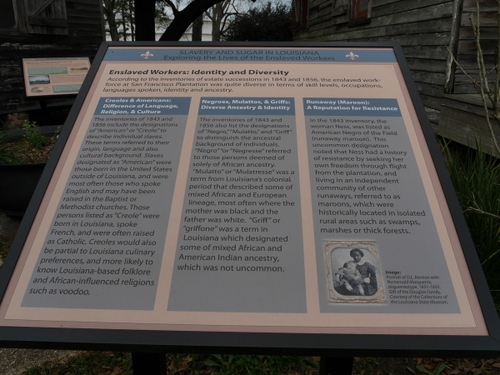 SLAVERY AND SUGAR IN LOUISIANA
Exploring the Lives of the Enslaved Workers
Enslaved Workers: Identity and Diversity
According to the inventories of estate successions in 1843 and 1856, the enslaved work-
force at San Francisco Plantation was quite diverse in terms of skill levels, occupations,
languages spoken, identity and ancestry.
Creoles & Americans:
Difference of Language,
Religion, & Culture
The inventories of 1843 and
1856 include the designations
of "American" or "Creole" to
describe individual slaves.
These terms referred to their
origin, language and also
cultural background. Slaves
designated as "American" were
those born in the United States
outside of Louisiana, and were
most often those who spoke
English and may have been
raised in the Baptist or
Methodist churches. Those
persons listed as "Creole" were
born in Louisiana, spoke
French, and were often raised
as Catholic. Creoles would also
be partial to Louisiana culinary
preferences, and more likely to
know Louisiana-based folklore
and African-influenced religions
such as voodoo.
Negroes, Mulattos, & Griffs:
Diverse Ancestry & Identity
The inventories of 1843 and
1856 also list the designations
of "Negro," "Mulatto," and "Griff"
to distinguish the ancestral
background of individuals.
"Negro" or "Negresse" referred
to those persons deemed of
solely of African ancestry.
"Mulatto" or "Mulatresse" was a
term from Louisiana's colonial
period that described some of
mixed African and European
lineage, most often where the
mother was black and the
father was white. "Griff" or
"griffone" was a term in
Louisiana which designated
some of mixed African and
American Indian ancestry,
which was not uncommon.
Runaway (Maroon):
A Reputation for Resistance
In the 1843 inventory, the
woman Ness, was listed as
American Negro of the Field
Runaway maroon. This
uncommon designation
noted that Ness had a history
of resistance by seeking her
own freedom through flight
from the plantation, and
living in an independent
community of other
runaways, referred to as
maroons, which were
historically located in isolated
rural areas such as swamps,
marshes or thick forests.
Image:
Courtesy of the Collections of
the Louisiana State Museum.